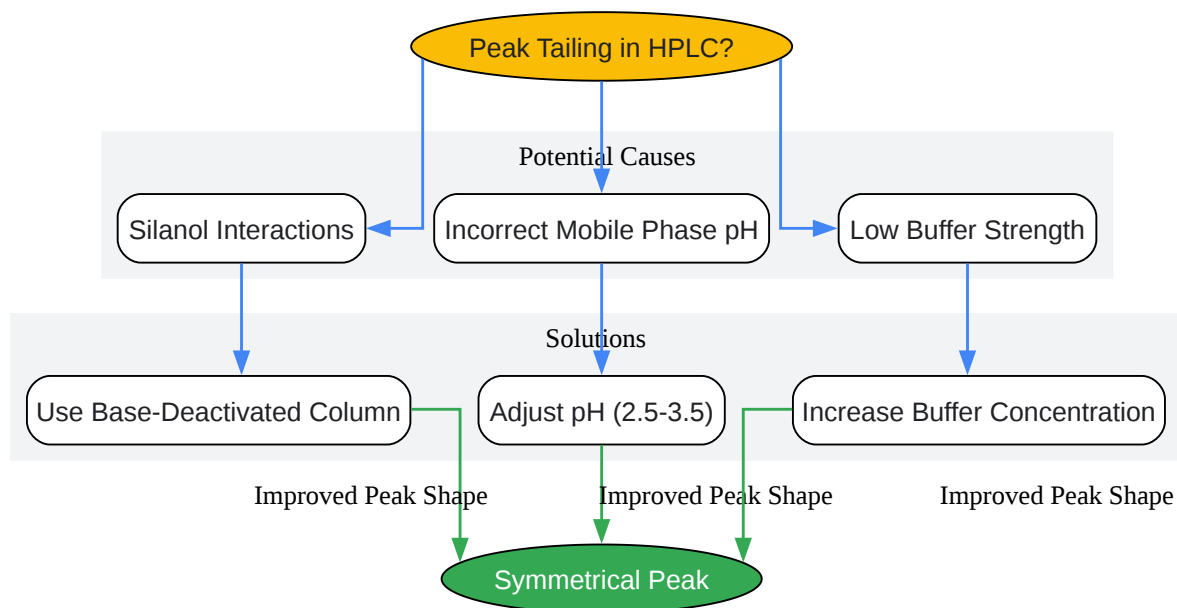 Peak Tailing in HPLC?
Potential Causes
Silanol Interactions
Incorrect Mobile Phase pH
Low Buffer Strength
Solutions
Use Base-Deactivated Column
Adjust pH (2.5-3.5)
Increase Buffer Concentration
Improved Peak Shape
Improved Peak Shape
Improved Peak Shape
Symmetrical Peak